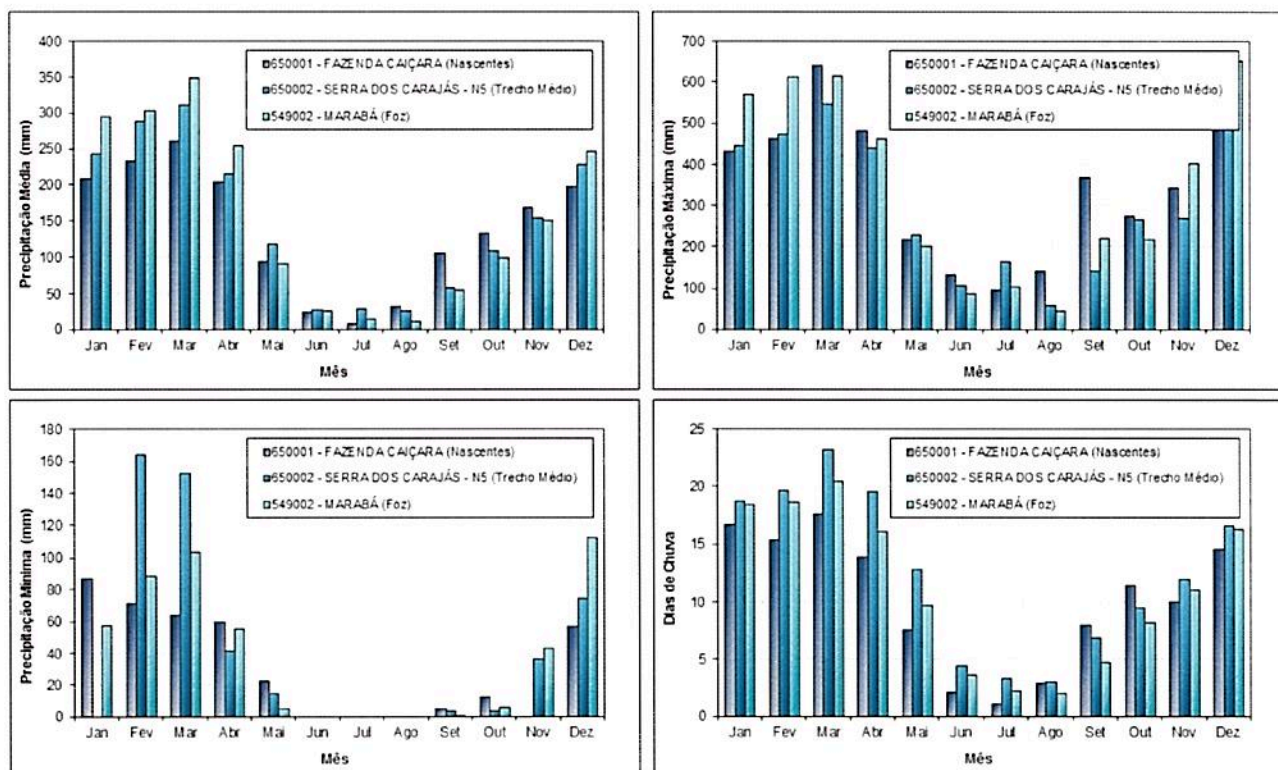 400
350
300
250
200
150
100
50
0
Precipitação Média (mm)
650001 - FAZENDA CAIÇARA (Nascentes)
650002 - SERRA DOS CARAJÁS - N5 (Trecho Médio)
549002 - MARABÁ (Foz)
Jan Fev Mar Abr Mai Jun Jul Ago Set Out Nov Dez
Mês
700
600
500
400
300
200
100
0
Precipitação Máxima (mm)
650001 - FAZENDA CAIÇARA (Nascentes)
650002 - SERRA DOS CARAJÁS - N5 (Trecho Médio)
549002 - MARABÁ (Foz)
Jan Fev Mar Abr Mai Jun Jul Ago Set Out Nov Dez
Mês
180
160
140
120
100
80
60
40
20
0
Precipitação Mínima (mm)
650001 - FAZENDA CAIÇARA (Nascentes)
650002 - SERRA DOS CARAJÁS - N5 (Trecho Médio)
549002 - MARABÁ (Foz)
Jan Fev Mar Abr Mai Jun Jul Ago Set Out Nov Dez
Mês
25
20
15
10
5
0
Dias de Chuva
650001 - FAZENDA CAIÇARA (Nascentes)
650002 - SERRA DOS CARAJÁS - N5 (Trecho Médio)
549002 - MARABÁ (Foz)
Jan Fev Mar Abr Mai Jun Jul Ago Set Out Nov Dez
Mês